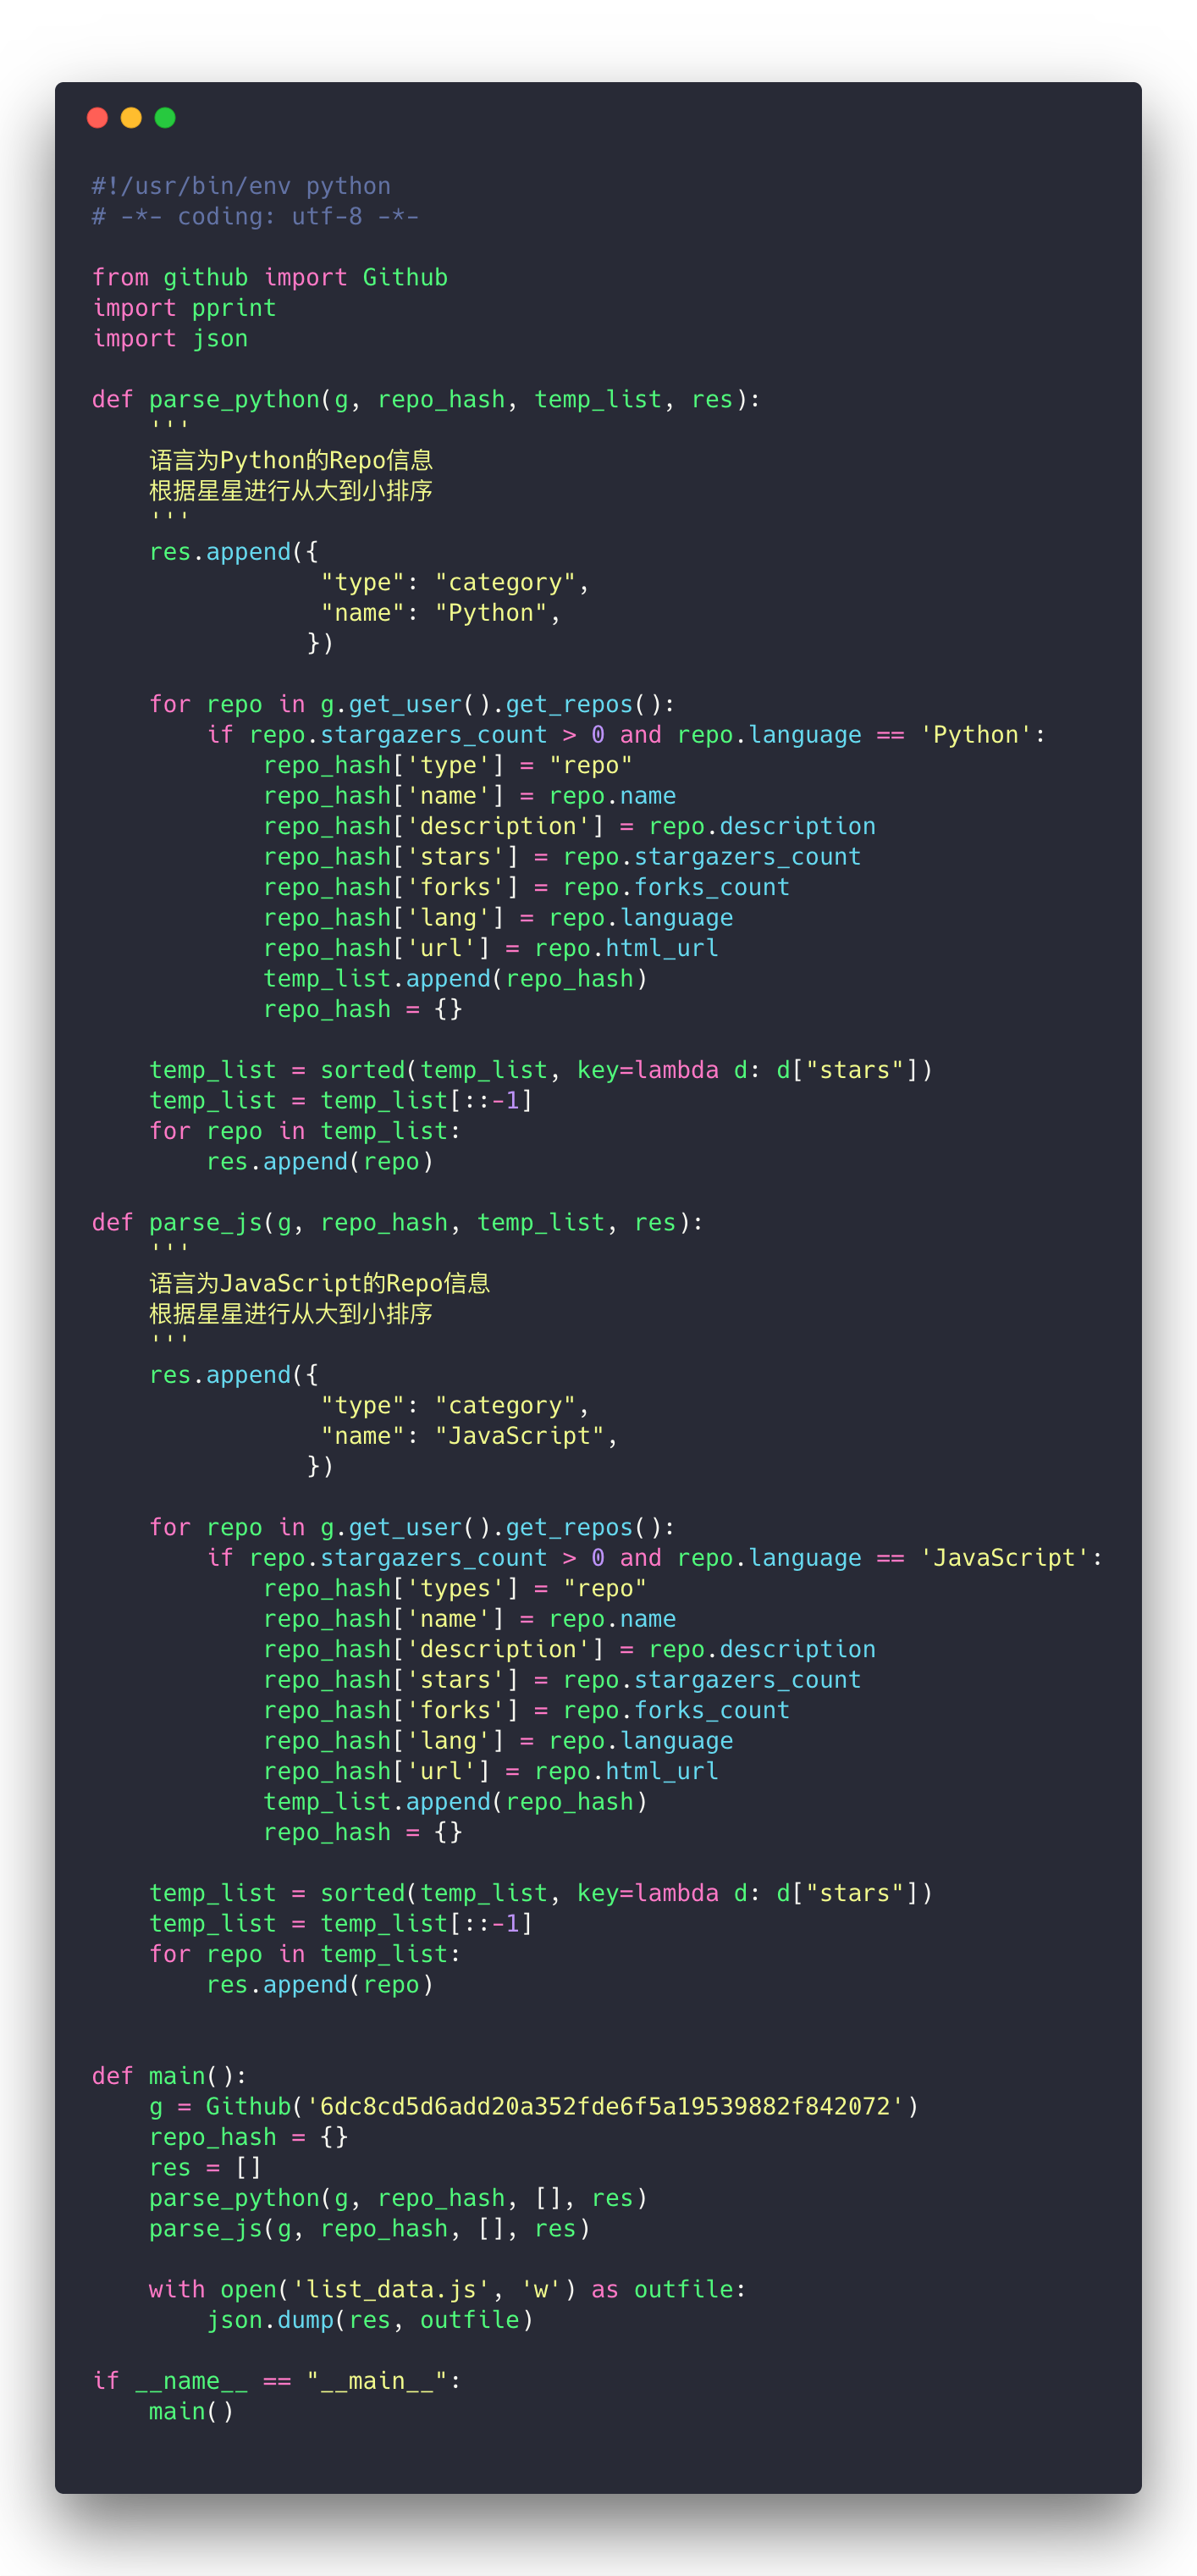 #!/usr/bin/env python
# -*- coding: utf-8 -*-

from github import Github
import pprint
import json

def parse_python(g, repo_hash, temp_list, res):
    '''
    语言为Python的Repo信息
    根据星星进行从大到小排序
    '''
    res.append({
                "type": "category",
                "name": "Python",
               })

    for repo in g.get_user().get_repos():
        if repo.stargazers_count > 0 and repo.language == 'Python':
            repo_hash['type'] = "repo"
            repo_hash['name'] = repo.name
            repo_hash['description'] = repo.description
            repo_hash['stars'] = repo.stargazers_count
            repo_hash['forks'] = repo.forks_count
            repo_hash['lang'] = repo.language
            repo_hash['url'] = repo.html_url
            temp_list.append(repo_hash)
            repo_hash = {}

    temp_list = sorted(temp_list, key=lambda d: d["stars"])
    temp_list = temp_list[::-1]
    for repo in temp_list:
        res.append(repo)

def parse_js(g, repo_hash, temp_list, res):
    '''
    语言为JavaScript的Repo信息
    根据星星进行从大到小排序
    '''
    res.append({
                "type": "category",
                "name": "JavaScript",
               })

    for repo in g.get_user().get_repos():
        if repo.stargazers_count > 0 and repo.language == 'JavaScript':
            repo_hash['types'] = "repo"
            repo_hash['name'] = repo.name
            repo_hash['description'] = repo.description
            repo_hash['stars'] = repo.stargazers_count
            repo_hash['forks'] = repo.forks_count
            repo_hash['lang'] = repo.language
            repo_hash['url'] = repo.html_url
            temp_list.append(repo_hash)
            repo_hash = {}

    temp_list = sorted(temp_list, key=lambda d: d["stars"])
    temp_list = temp_list[::-1]
    for repo in temp_list:
        res.append(repo)


def main():
    g = Github('6dc8cd5d6add20a352fde6f5a19539882f842072')
    repo_hash = {}
    res = []
    parse_python(g, repo_hash, [], res)
    parse_js(g, repo_hash, [], res)

    with open('list_data.js', 'w') as outfile:
        json.dump(res, outfile)

if __name__ == "__main__":
    main()